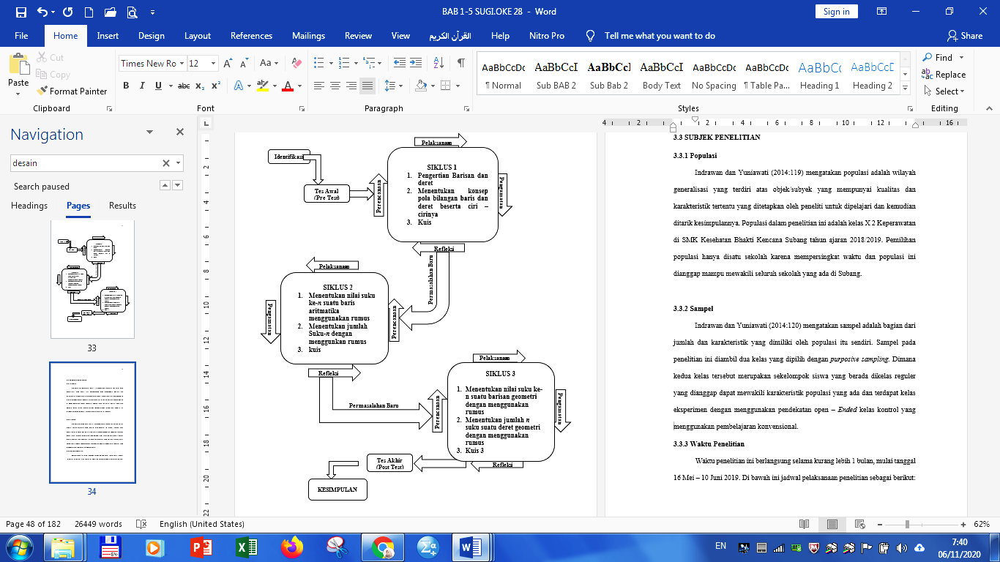 BAB 1-5 SUGI.OKE 28 - Word
Sign in
File Home Insert Design Layout References Mailings Review View القرآن الكريم Help Nitro Pro Tell me what you want to do Share
Paste
Cut
Copy
Format Painter
Clipboard
Times New Ro 12
Font
Paragraph
AaBbCcDc AaBbCcI AaBbCcI AaBbCcI AaBbCcDc AaBbCcDc AaBbCc AaBbCcE
¶ Normal Sub BAB 2 Sub Bab 2 Body Text No Spacing ¶ Table Pa... Heading 1 Heading 2
Styles
Find
Replace
Select
Editing
Navigation
desain
Search paused
Headings Pages Results
33
34
Identifikasi
Tes Awal
(Pre Test)
Perencanaan
Pelaksanaan
SIKLUS 1
1. Pengertian Barisan dan
deret
2. Menentukan konsep
pola bilangan baris dan
deret beserta ciri –
cirinya
3. Kuis
Pengamatan
Refleksi
Permasalahan Baru
Perencanaan
Pelaksanaan
SIKLUS 2
1. Menentukan nilai suku
ke-n suatu baris
aritmatika
menggunakan rumus
2. Menentukan jumlah
Suku-n dengan
menggunkan rumus
3. kuis
Pengamatan
Refleksi
Permasalahan Baru
Perencanaan
Pelaksanaan
SIKLUS 3
1. Menentukan nilai suku ke-
n suatu barisan geometri
dengan menggunakan
rumus
2. Menentukan jumlah n
suku suatu deret geometri
dengan menggunakan
rumus
3. Kuis 3
Pengamatan
Refleksi
Tes Akhir
(Post Test)
KESIMPULAN
3.3 SUBJEK PENELITIAN
3.3.1 Populasi
Indrawan dan Yuniawati (2014:119) mengatakan populasi adalah wilayah
generalisasi yang terdiri atas objek/subyek yang mempunyai kualitas dan
karakteristik tertentu yang ditetapkan oleh peneliti untuk dipelajari dan kemudian
ditarik kesimpulannya. Populasi dalam penelitian ini adalah kelas X 2 Keperawatan
di SMK Kesehatan Bhakti Kencana Subang tahun ajaran 2018/2019. Pemilihan
populasi hanya disatu sekolah karena mempersingkat waktu dan populasi ini
dianggap mampu mewakili seluruh sekolah yang ada di Subang.
3.3.2 Sampel
Indrawan dan Yuniawati (2014:120) mengatakan sampel adalah bagian dari
jumlah dan karakteristik yang dimiliki oleh populasi itu sendiri. Sampel pada
penelitian ini diambil dua kelas yang dipilih dengan purposive sampling. Dimana
kedua kelas tersebut merupakan sekelompok siswa yang berada dikelas reguler
yang dianggap dapat mewakili karakteristik populasi yang ada dan terdapat kelas
eksperimen dengan menggunakan pendekatan open – Ended kelas kontrol yang
menggunakan pembelajaran konvensional.
3.3.3 Waktu Penelitian
Waktu penelitian ini berlangsung selama kurang lebih 1 bulan, mulai tanggal
16 Mei – 10 Juni 2019. Di bawah ini jadwal pelaksanaan penelitian sebagai berikut:
Page 48 of 182 26449 words English (United States) 62%
EN
7:40
06/11/2020